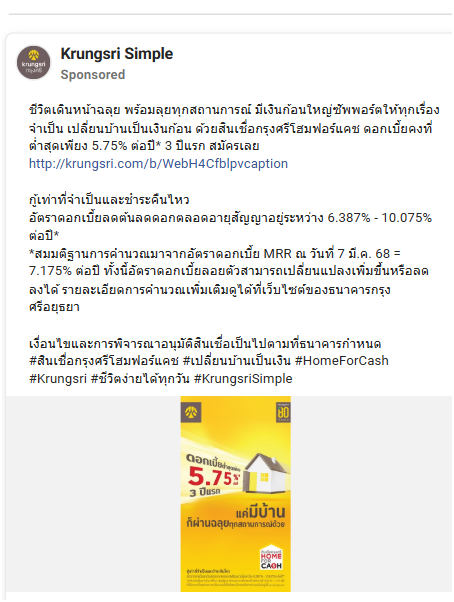 Krungsri Simple
Sponsored
ชีวิตเดินหน้าฉลุย พร้อมลุยทุกสถานการณ์ มีเงินก้อนใหญ่ซัพพอร์ตให้ทุกเรื่อง
จำเป็น เปลี่ยนบ้านเป็นเงินก้อน ด้วยสินเชื่อกรุงศรีโฮมฟอร์แคช ดอกเบี้ยคงที่
ต่ำสุดเพียง 5.75% ต่อปี* 3 ปีแรก สมัครเลย
http://krungsri.com/b/WebH4Cfblpvcaption
กู้เท่าที่จำเป็นและชำระคืนไหว
อัตราดอกเบี้ยลดต้นลดดอกตลอดอายุสัญญาอยู่ระหว่าง 6.387% - 10.075%
ต่อปี*
*สมมติฐานการคำนวณมาจากอัตราดอกเบี้ย MRR ณ วันที่ 7 มี.ค. 68 =
7.175% ต่อปี ทั้งนี้อัตราดอกเบี้ยลอยตัวสามารถเปลี่ยนแปลงเพิ่มขึ้นหรือลด
ลงได้ รายละเอียดการคำนวณเพิ่มเติมดูได้ที่เว็บไซต์ของธนาคารกรุง
ศรีอยุธยา
เงื่อนไขและการพิจารณาอนุมัติสินเชื่อเป็นไปตามที่ธนาคารกำหนด
#สินเชื่อกรุงศรีโฮมฟอร์แคช #เปลี่ยนบ้านเป็นเงิน #HomeForCash
#Krungsri #ชีวิตง่ายได้ทุกวัน #KrungsriSimple
krungsri
กรุงศรี
ดอกเบี้ย
5.75%
3 ปีแรก
แค่มีบ้าน
ก็ผ่านฉลุยทุกสถานการณ์ด้วย
HOME
FOR
CASH